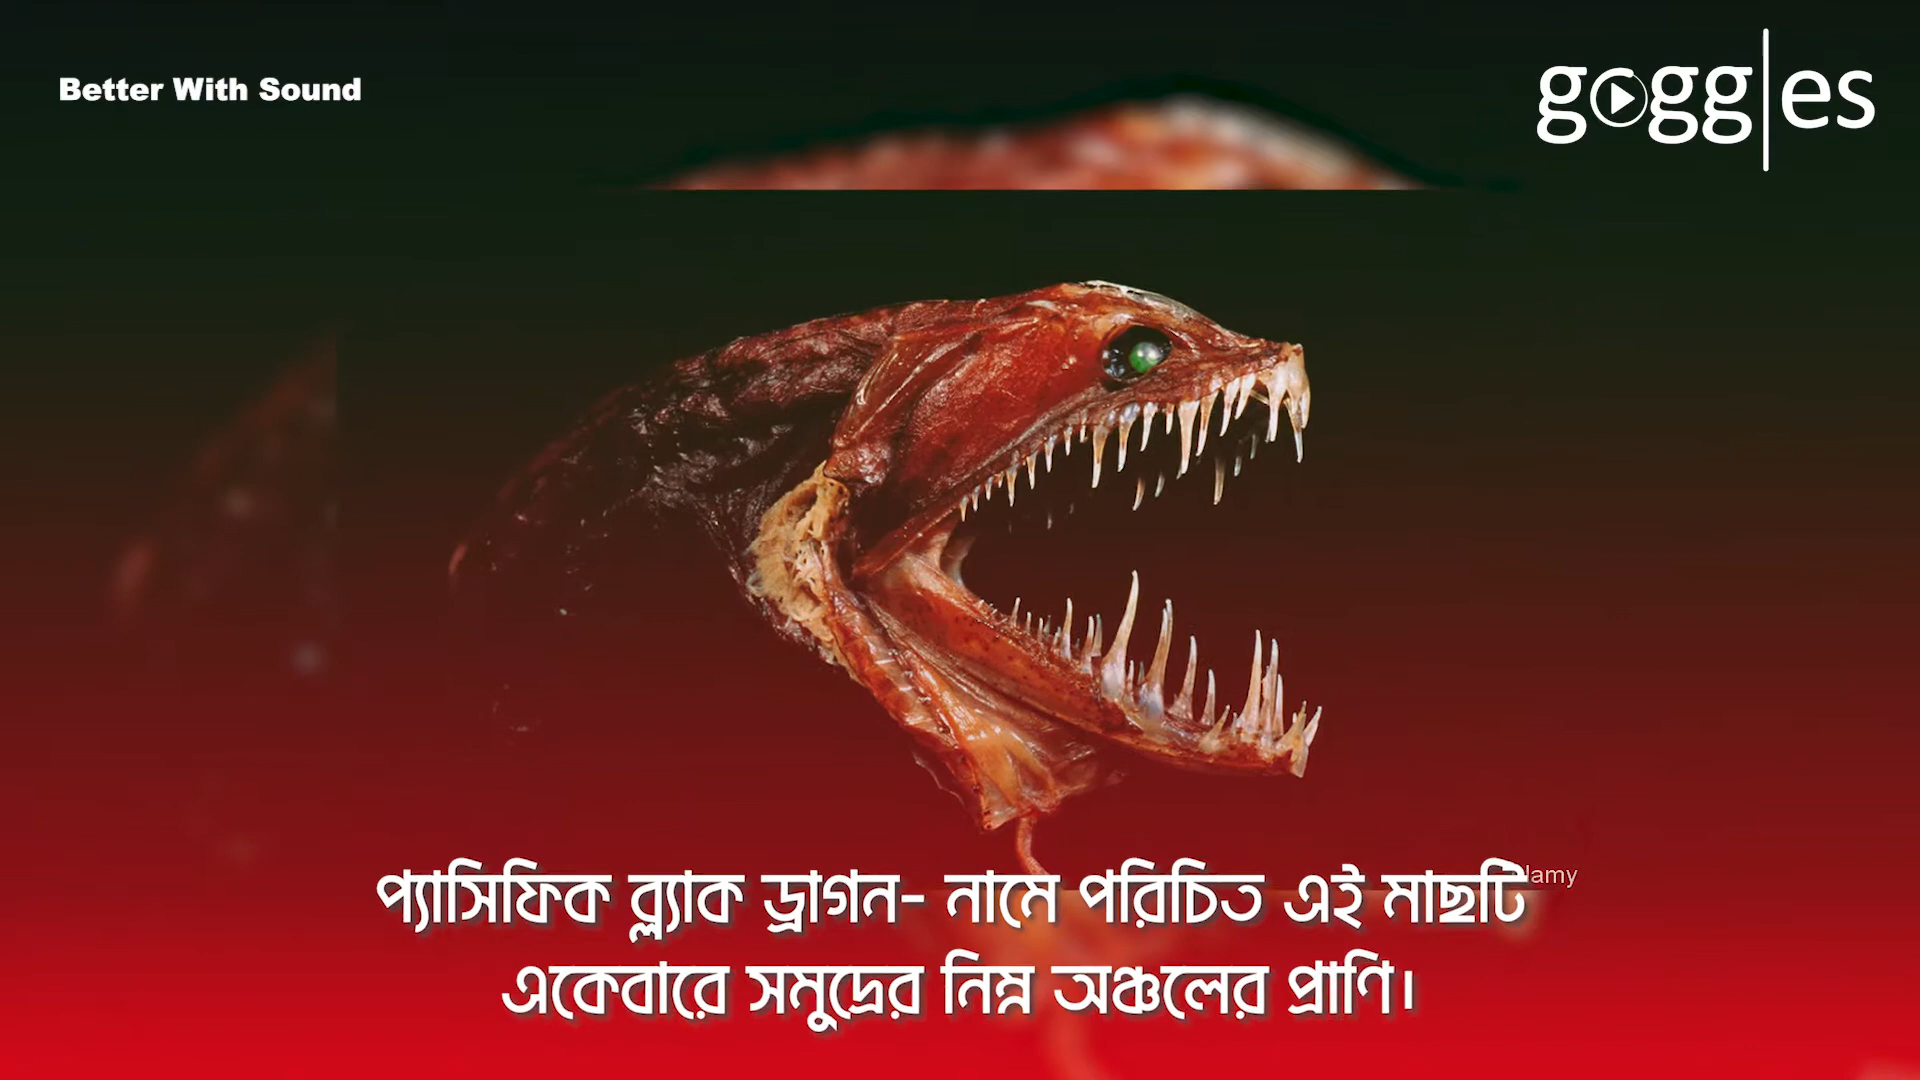 Better With Sound
goggles
প্যাসিফিক ব্ল্যাক ড্রাগন- নামে পরিচিত এই মাছটি
একেবারে সমুদ্রের নিম্ন অঞ্চলের প্রাণি।